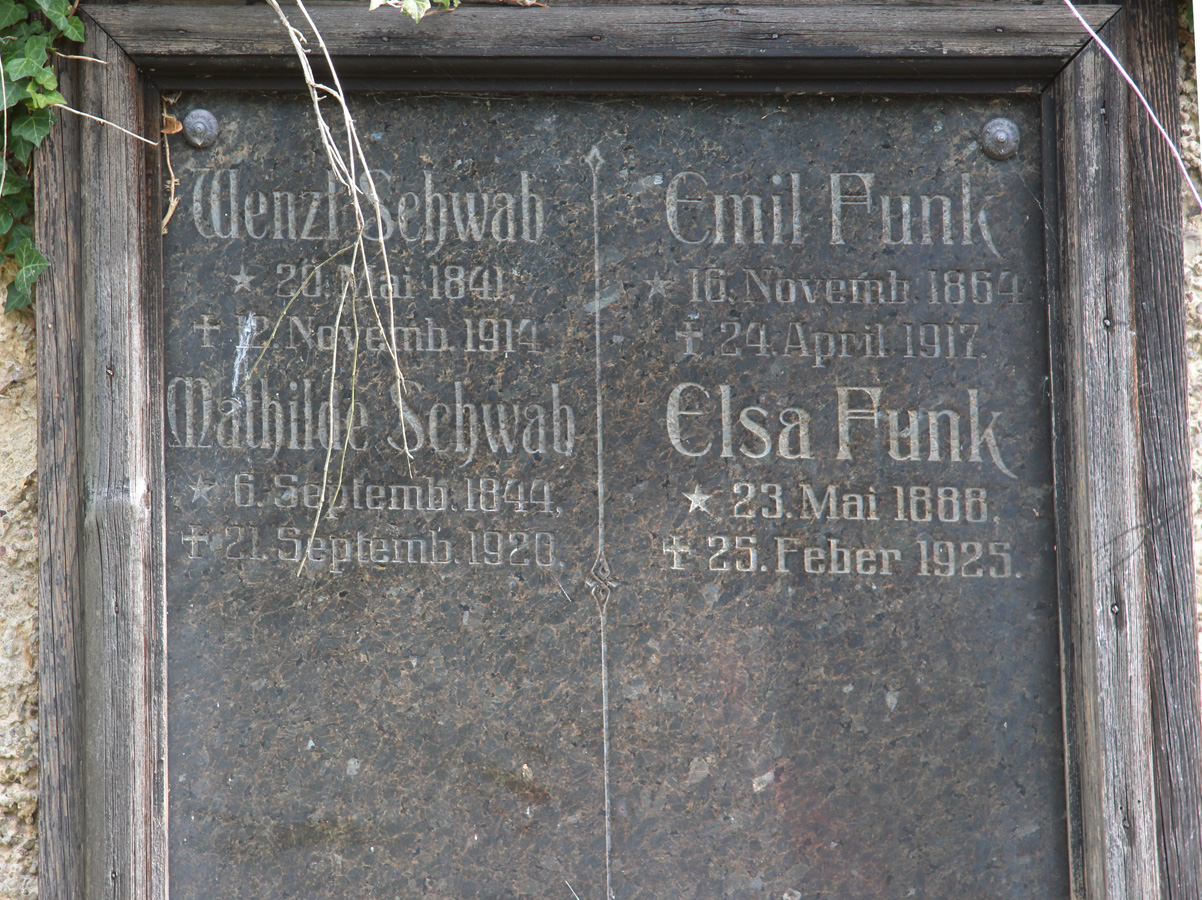 Wenzl Schwab
* Mai 1841,
† 12. Novemb. 1914
Mathilde Schwab
* 6. Septemb. 1844,
† 21. Septemb. 1920.
Emil Funk
* 16. Novemb. 1864
† 24. April 1917.
Elsa Funk
* 23. Mai 1888,
† 25. Feber 1925.